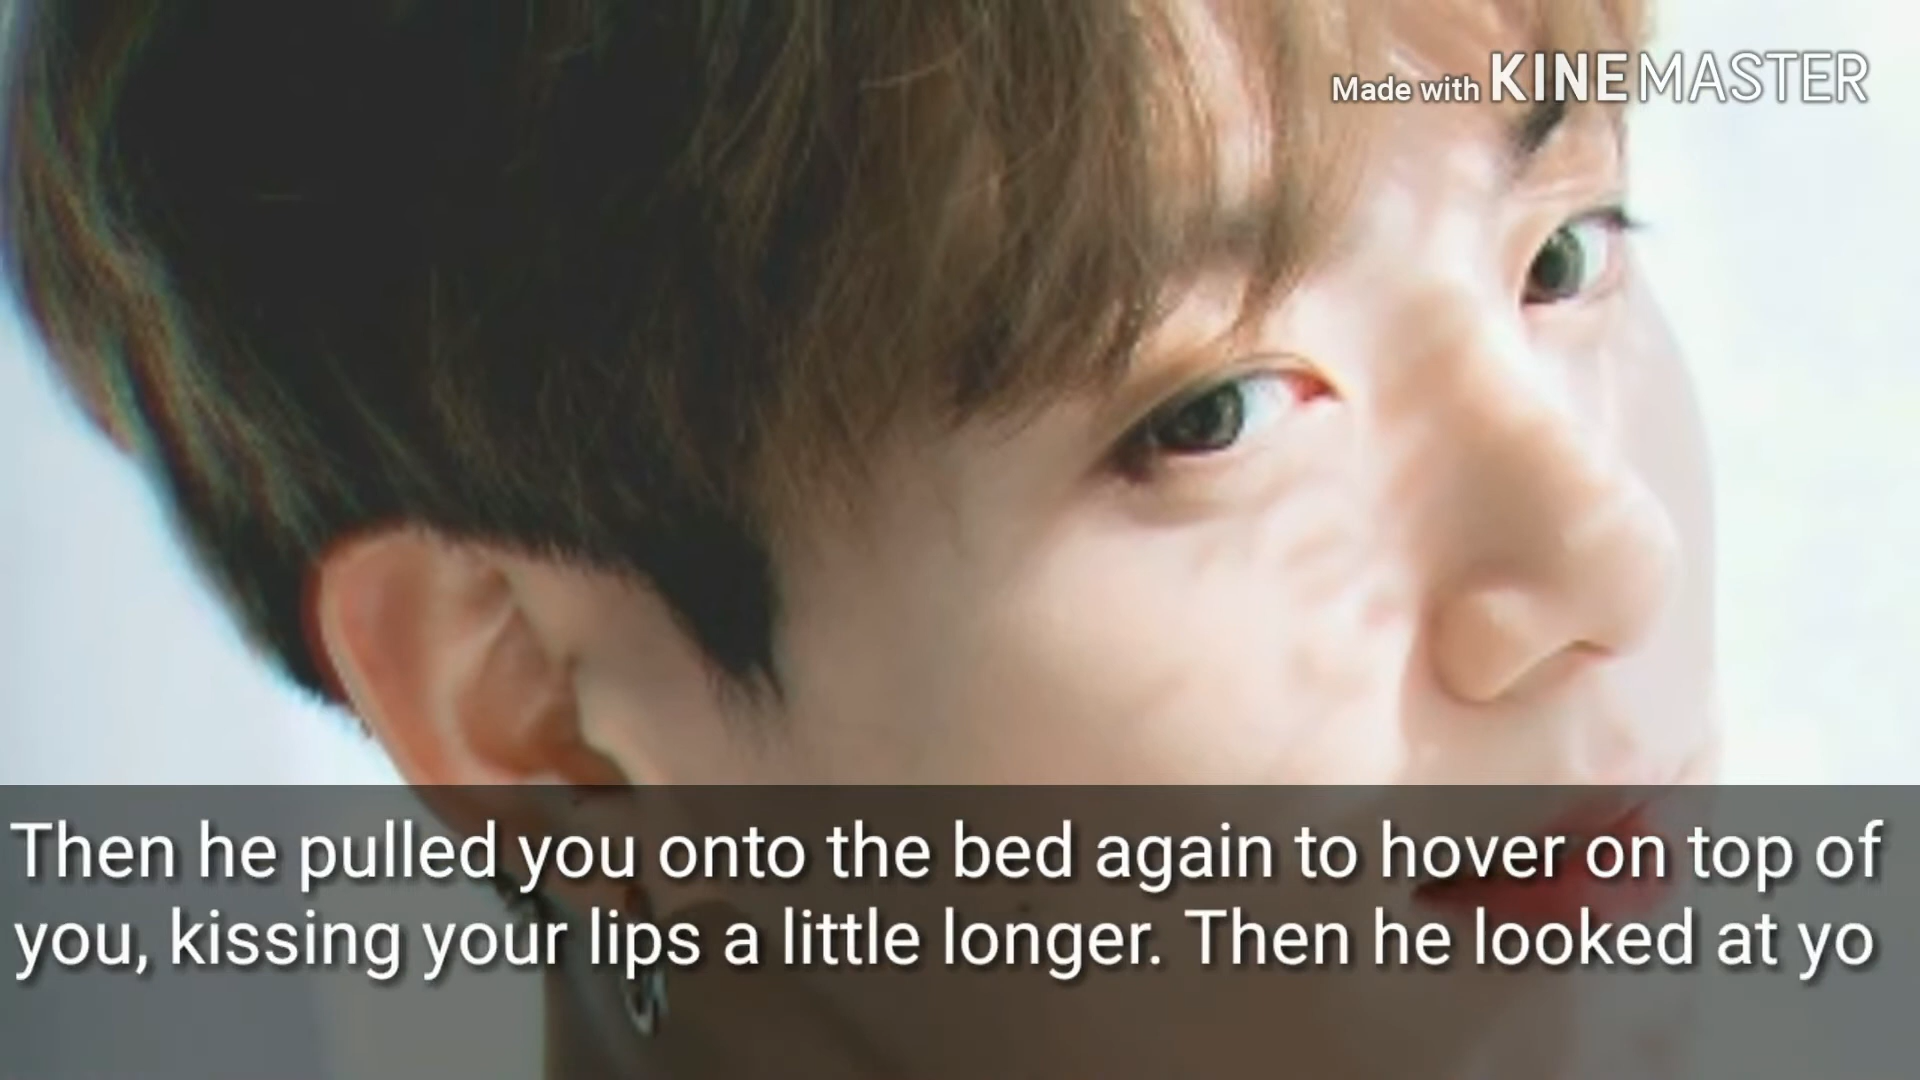 Made with KINEMASTER
Then he pulled you onto the bed again to hover on top of
you, kissing your lips a little longer. Then he looked at yo